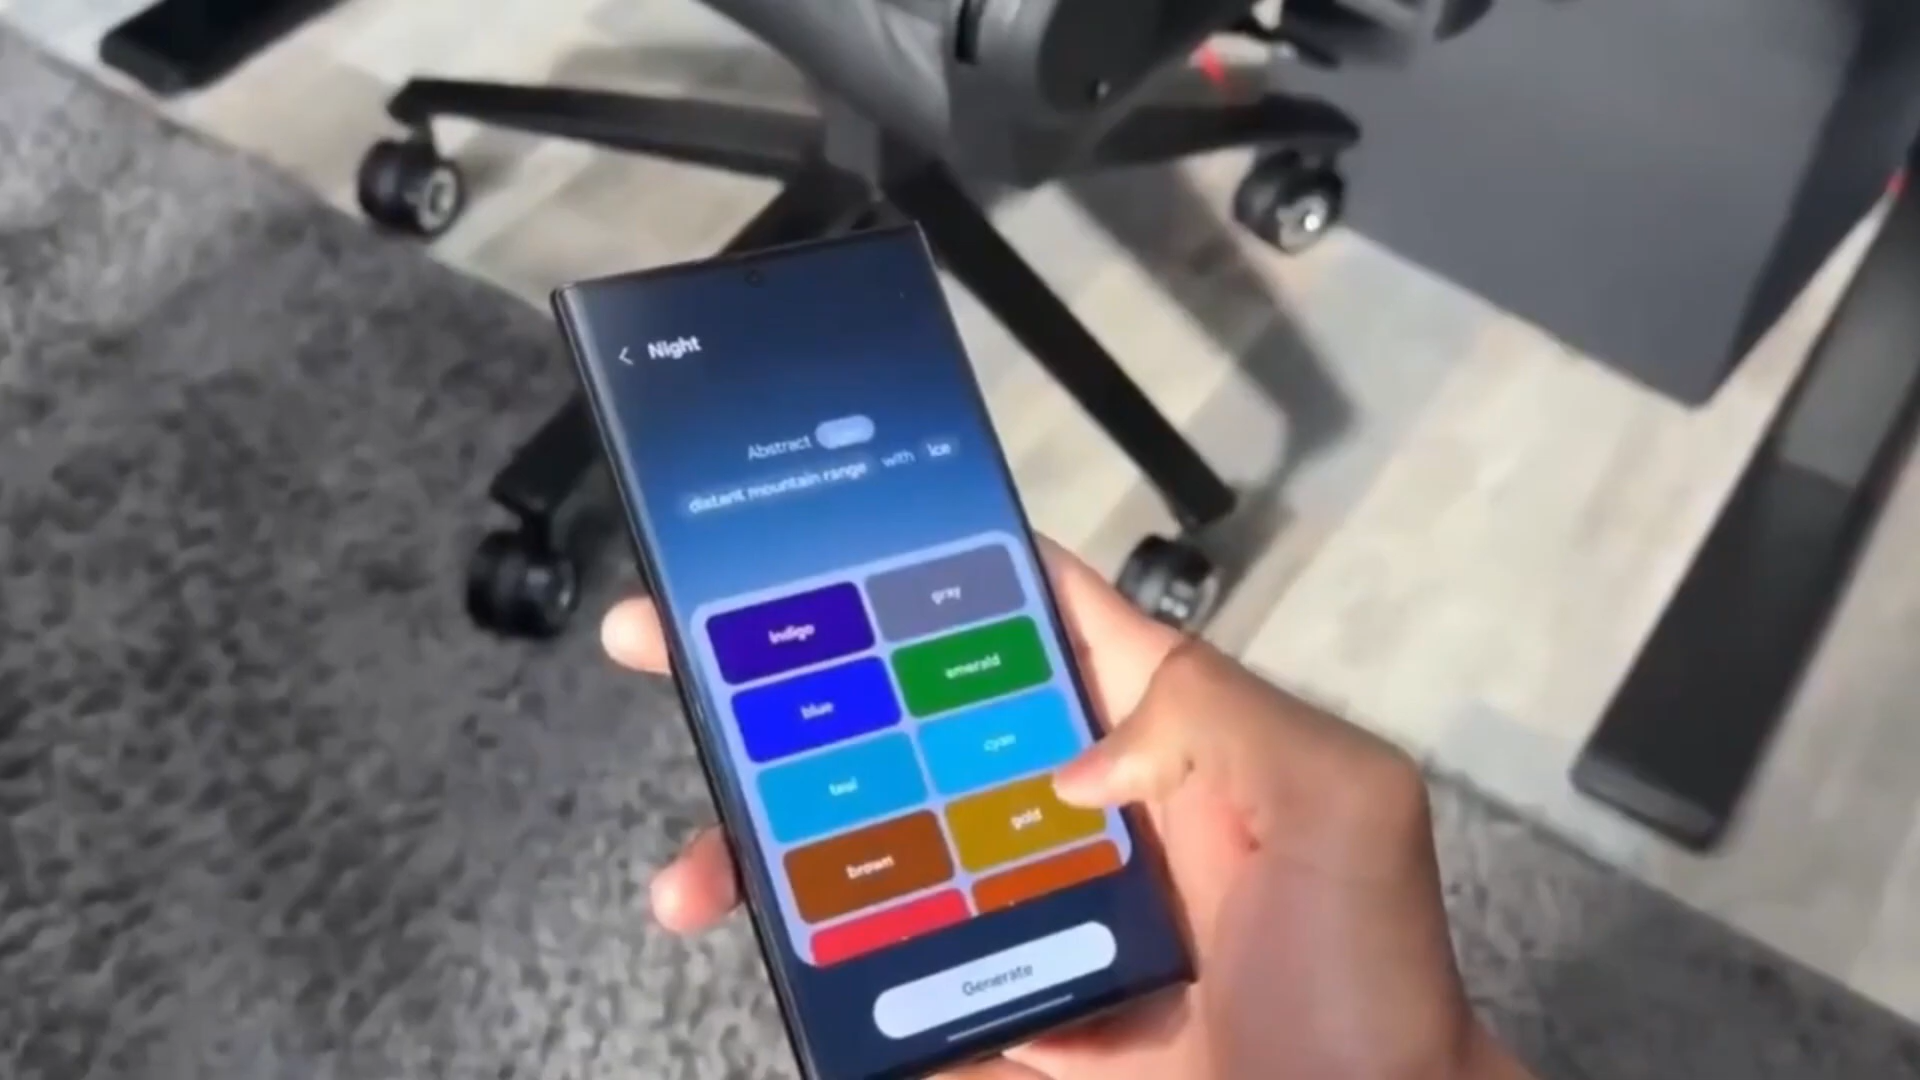 Night
Abstract
distant mountain range with Ice
indigo
gray
blue
emerald
teal
cyan
brown
gold
Generate